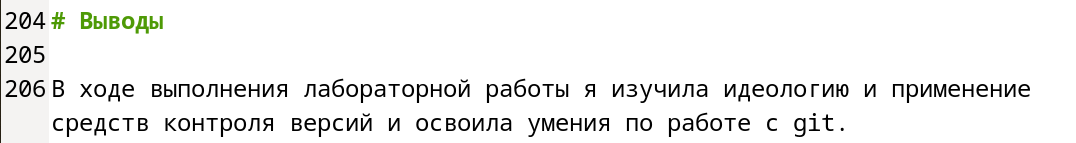 204 # Выводы
205
206 В ходе выполнения лабораторной работы я изучила идеологию и применение
средств контроля версий и освоила умения по работе с git.